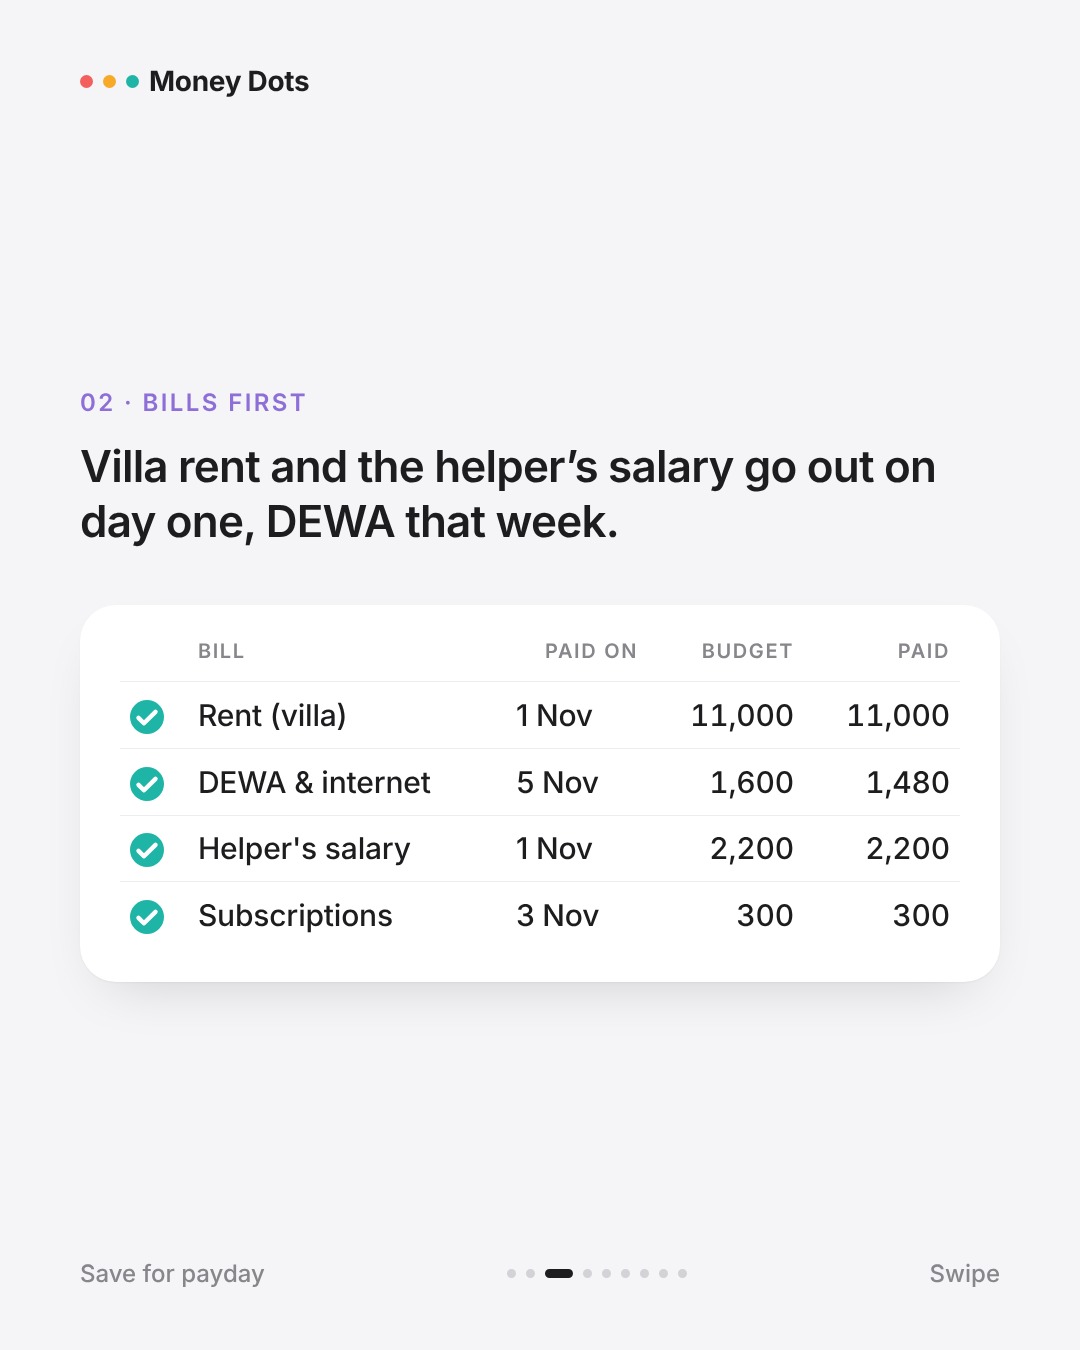 Money Dots
02 · BILLS FIRST
Villa rent and the helper’s salary go out on
day one, DEWA that week.
BILL PAID ON BUDGET PAID
Rent (villa) 1 Nov 11,000 11,000
DEWA & internet 5 Nov 1,600 1,480
Helper's salary 1 Nov 2,200 2,200
Subscriptions 3 Nov 300 300
Save for payday Swipe